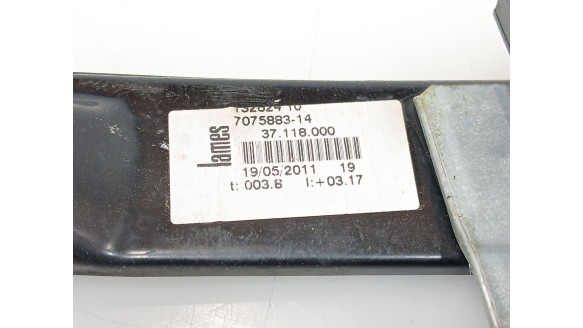 7075883-14
37.118.000
lames
19/05/2011 19
t: 003.8 l:+03.17